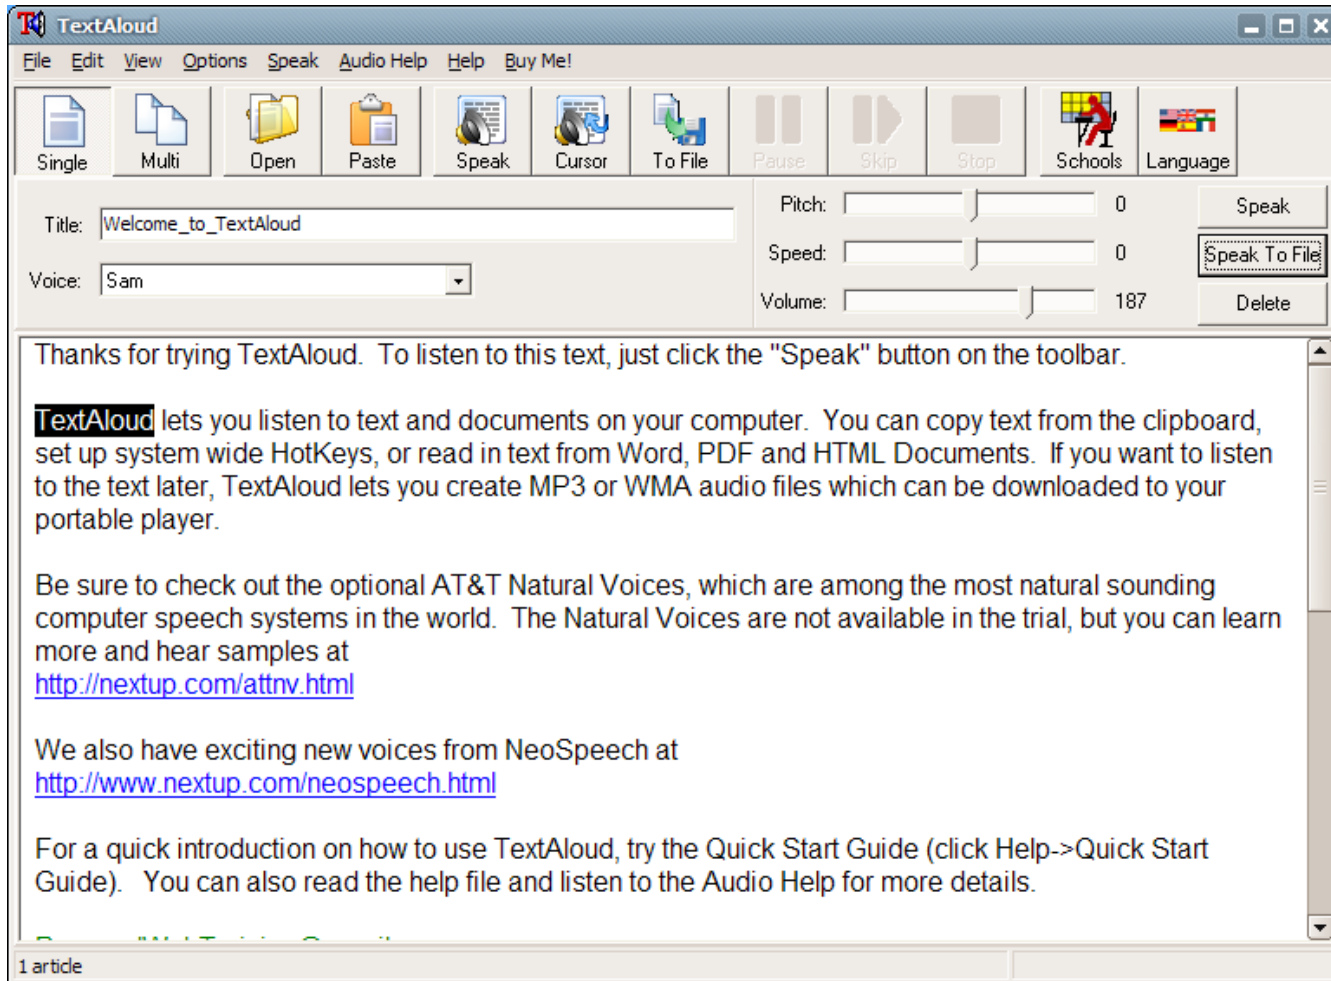 TextAloud
File Edit View Options Speak Audio Help Help Buy Me!
Single Multi Open Paste Speak Cursor To File Pause Skip Stop Schools Language
Title: Welcome_to_TextAloud
Voice: Sam
Pitch: 0 Speak
Speed: 0 Speak To File
Volume: 187 Delete
Thanks for trying TextAloud.  To listen to this text, just click the "Speak" button on the toolbar.
TextAloud lets you listen to text and documents on your computer.  You can copy text from the clipboard,
set up system wide HotKeys, or read in text from Word, PDF and HTML Documents.  If you want to listen
to the text later, TextAloud lets you create MP3 or WMA audio files which can be downloaded to your
portable player.
Be sure to check out the optional AT&T Natural Voices, which are among the most natural sounding
computer speech systems in the world.  The Natural Voices are not available in the trial, but you can learn
more and hear samples at
http://nextup.com/attnv.html
We also have exciting new voices from NeoSpeech at
http://www.nextup.com/neospeech.html
For a quick introduction on how to use TextAloud, try the Quick Start Guide (click Help->Quick Start
Guide).   You can also read the help file and listen to the Audio Help for more details.
1 article